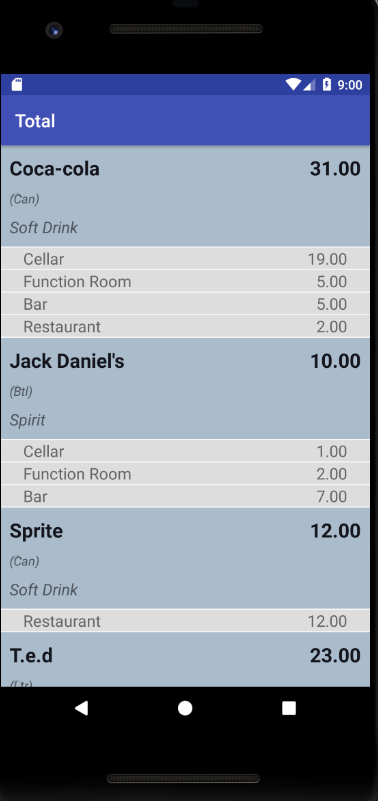 9:00
Total
Coca-cola 31.00
(Can)
Soft Drink
Cellar 19.00
Function Room 5.00
Bar 5.00
Restaurant 2.00
Jack Daniel's 10.00
(Btl)
Spirit
Cellar 1.00
Function Room 2.00
Bar 7.00
Sprite 12.00
(Can)
Soft Drink
Restaurant 12.00
T.e.d 23.00
(Ltr)